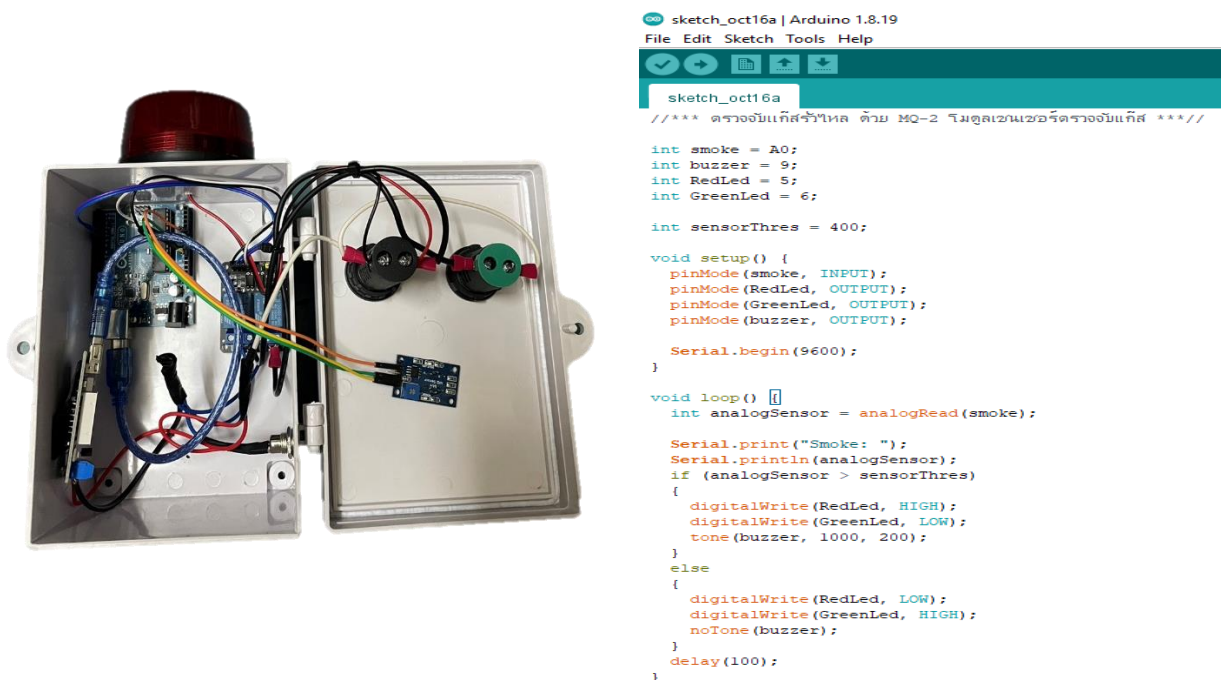 sketch_oct16a | Arduino 1.8.19
File Edit Sketch Tools Help
sketch_oct16a
//*** ตรวจจับแก๊สรั่วไหล ด้วย MQ-2 โมดูลเซนเซอร์ตรวจจับแก๊ส ***//
int smoke = A0;
int buzzer = 9;
int RedLed = 5;
int GreenLed = 6;
int sensorThres = 400;
void setup() {
pinMode(smoke, INPUT);
pinMode(RedLed, OUTPUT);
pinMode(GreenLed, OUTPUT);
pinMode(buzzer, OUTPUT);
Serial.begin(9600);
}
void loop() {
int analogSensor = analogRead(smoke);
Serial.print("Smoke: ");
Serial.println(analogSensor);
if (analogSensor > sensorThres)
{
digitalWrite(RedLed, HIGH);
digitalWrite(GreenLed, LOW);
tone(buzzer, 1000, 200);
}
else
{
digitalWrite(RedLed, LOW);
digitalWrite(GreenLed, HIGH);
noTone(buzzer);
}
delay(100);
}